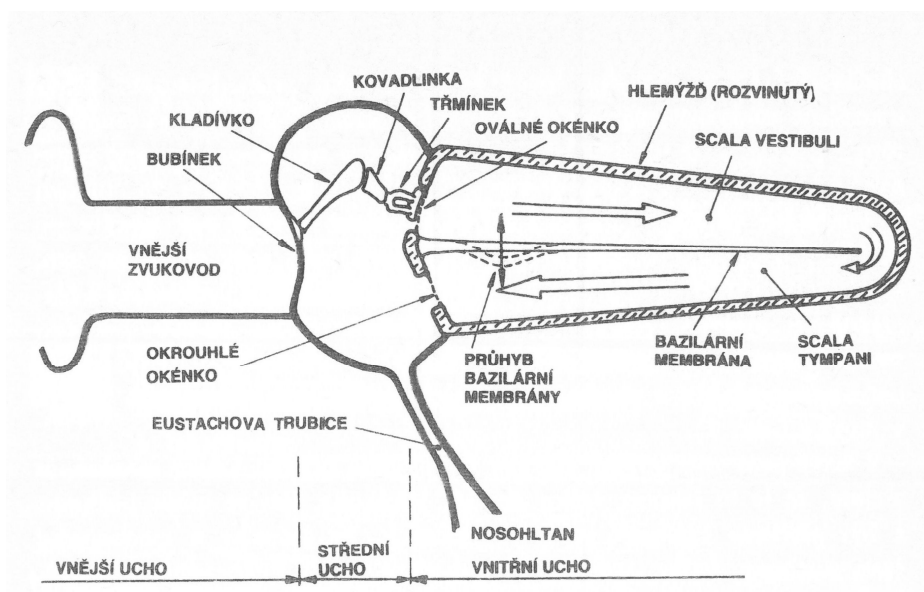 KOVADLINKA
TŘMÍNEK
HLEMÝŽĎ (ROZVINUTÝ)
KLADÍVKO
OVÁLNÉ OKÉNKO
SCALA VESTIBULI
BUBÍNEK
VNĚJŠÍ
ZVUKOVOD
OKROUHLÉ
OKÉNKO
PRŮHYB
BAZILÁRNÍ
MEMBRÁNY
BAZILÁRNÍ
MEMBRÁNA
SCALA
TYMPANI
EUSTACHOVA TRUBICE
NOSOHLTAN
VNĚJŠÍ UCHO
STŘEDNÍ
UCHO
VNITŘNÍ UCHO